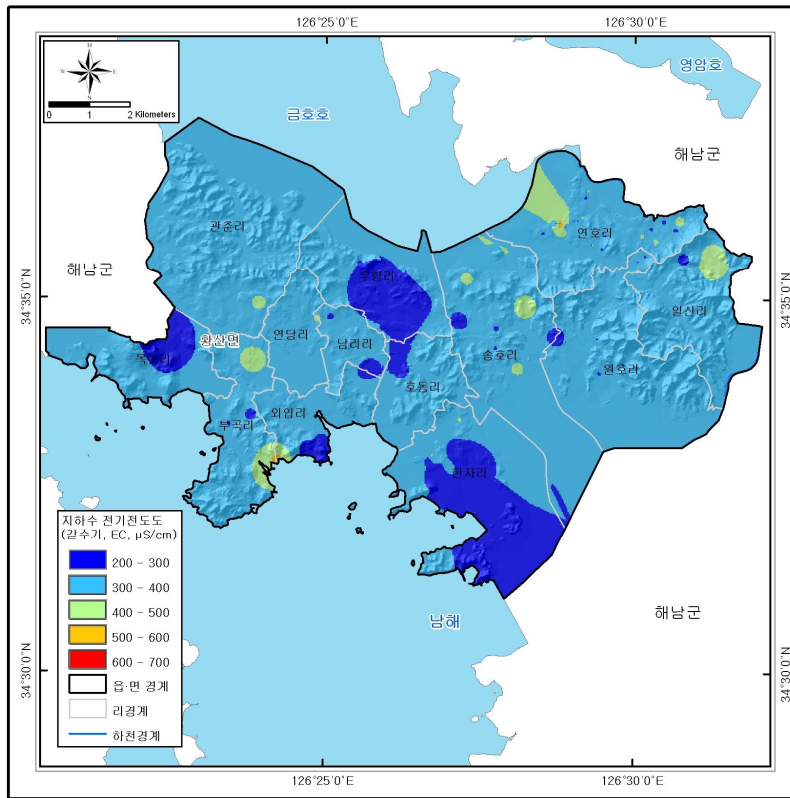 126°25'0"E 126°30'0"E
N
W E
S
0 1 2 Kilometers
영암호
금호호
해남군
관춘리
연호리
우항리
해남군
34°35'0"N
34°35'0"N
일신리
황산면
연당리
남리리
송호리
원호리
호동리
외입리
부곡리
한자리
지하수 전기전도도
(갈수기, EC, μS/cm)
200 - 300
300 - 400
400 - 500
500 - 600
600 - 700
읍·면 경계
리경계
하천경계
남해
해남군
34°30'0"N
34°30'0"N
126°25'0"E 126°30'0"E